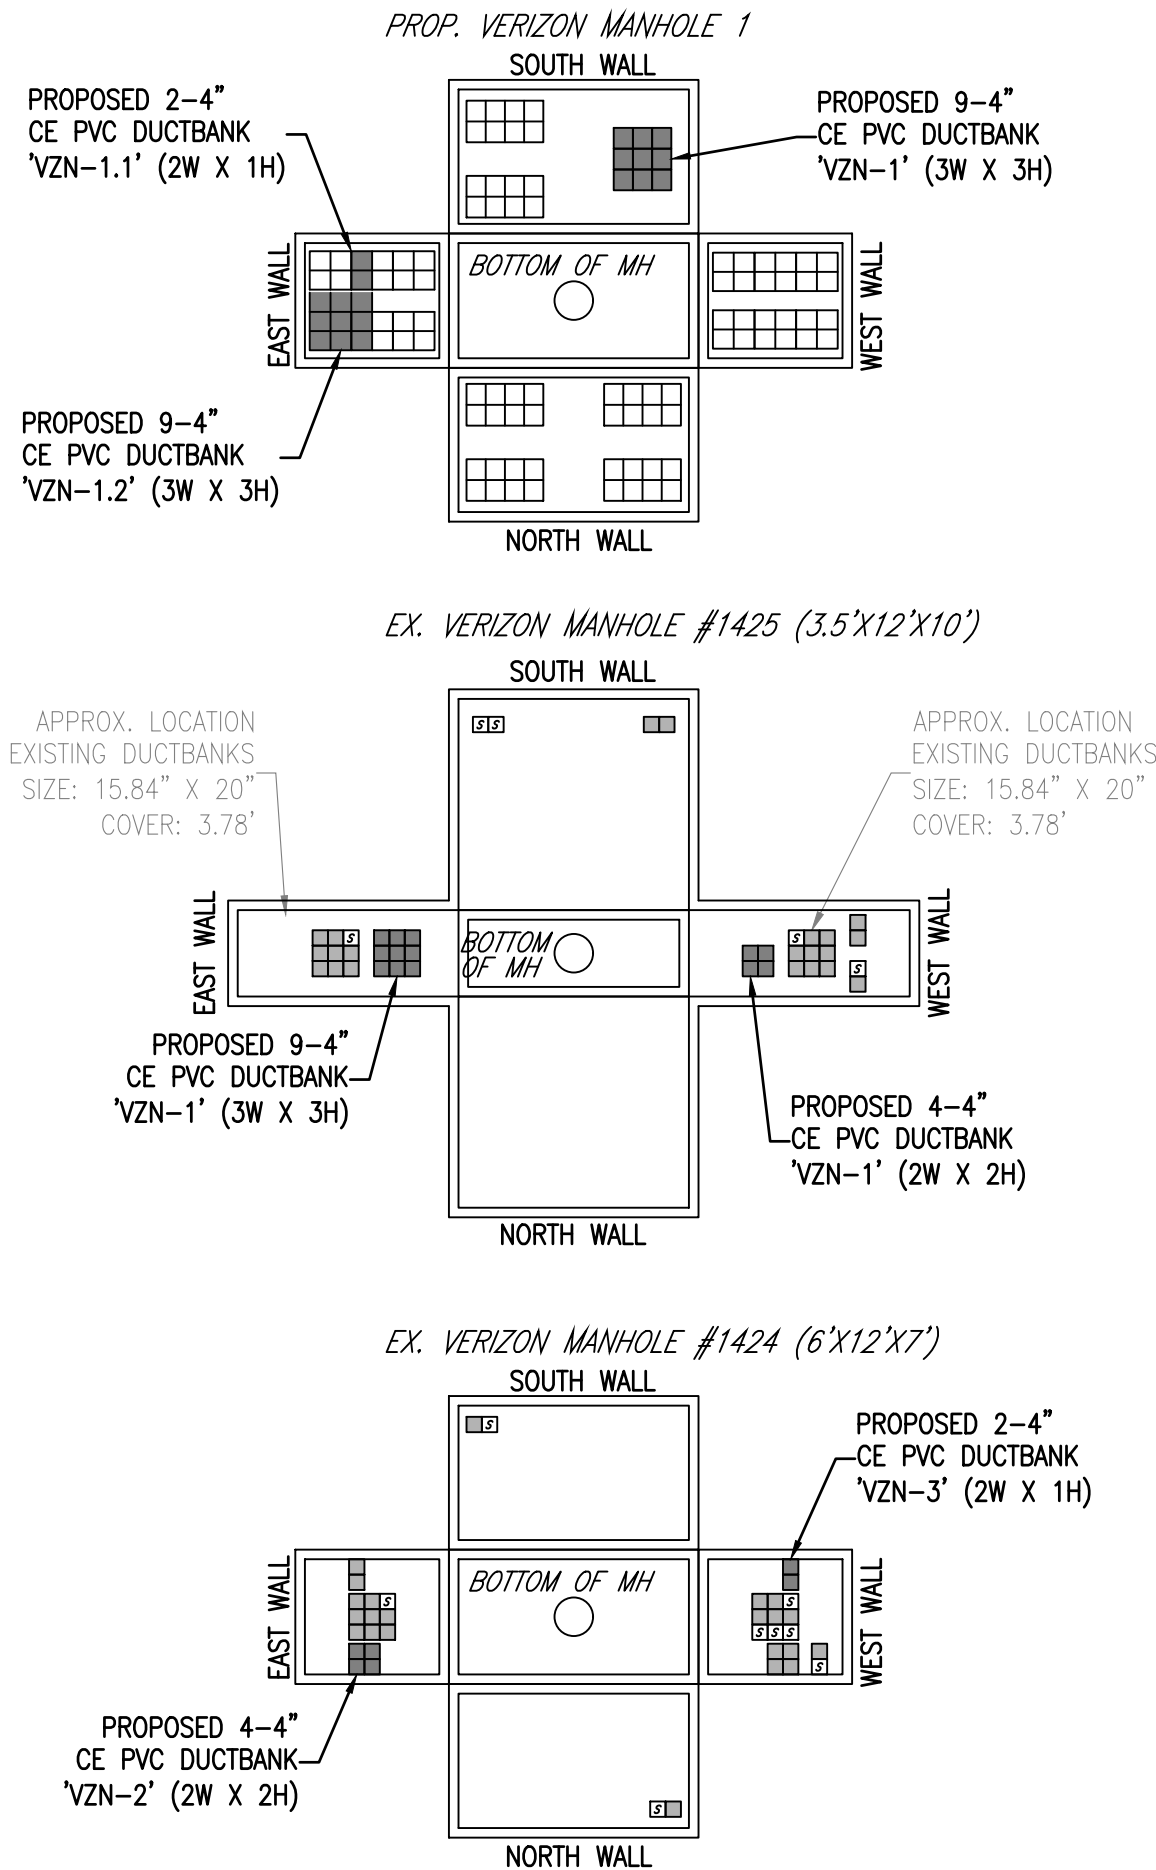 PROP. VERIZON MANHOLE 1
SOUTH WALL
PROPOSED 2-4"
CE PVC DUCTBANK
'VZN-1.1' (2W X 1H)
PROPOSED 9-4"
CE PVC DUCTBANK
'VZN-1' (3W X 3H)
EAST WALL
BOTTOM OF MH
WEST WALL
PROPOSED 9-4"
CE PVC DUCTBANK
'VZN-1.2' (3W X 3H)
NORTH WALL
EX. VERIZON MANHOLE #1425 (3.5'X12'X10')
SOUTH WALL
S S
APPROX. LOCATION
EXISTING DUCTBANKS
SIZE: 15.84" X 20"
COVER: 3.78'
APPROX. LOCATION
EXISTING DUCTBANKS
SIZE: 15.84" X 20"
COVER: 3.78'
EAST WALL
S
BOTTOM
OF MH
S
S
WEST WALL
PROPOSED 9-4"
CE PVC DUCTBANK
'VZN-1' (3W X 3H)
PROPOSED 4-4"
CE PVC DUCTBANK
'VZN-1' (2W X 2H)
NORTH WALL
EX. VERIZON MANHOLE #1424 (6'X12'X7')
SOUTH WALL
S
PROPOSED 2-4"
CE PVC DUCTBANK
'VZN-3' (2W X 1H)
EAST WALL
S
BOTTOM OF MH
S
S S S
S
WEST WALL
PROPOSED 4-4"
CE PVC DUCTBANK
'VZN-2' (2W X 2H)
S
NORTH WALL